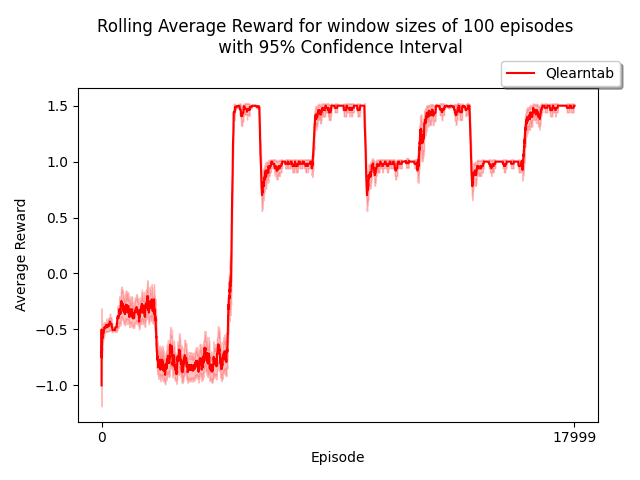 Rolling Average Reward for window sizes of 100 episodes
with 95% Confidence Interval
Qlearntab
1.5
1.0
0.5
0.0
−0.5
−1.0
Average Reward
0
17999
Episode